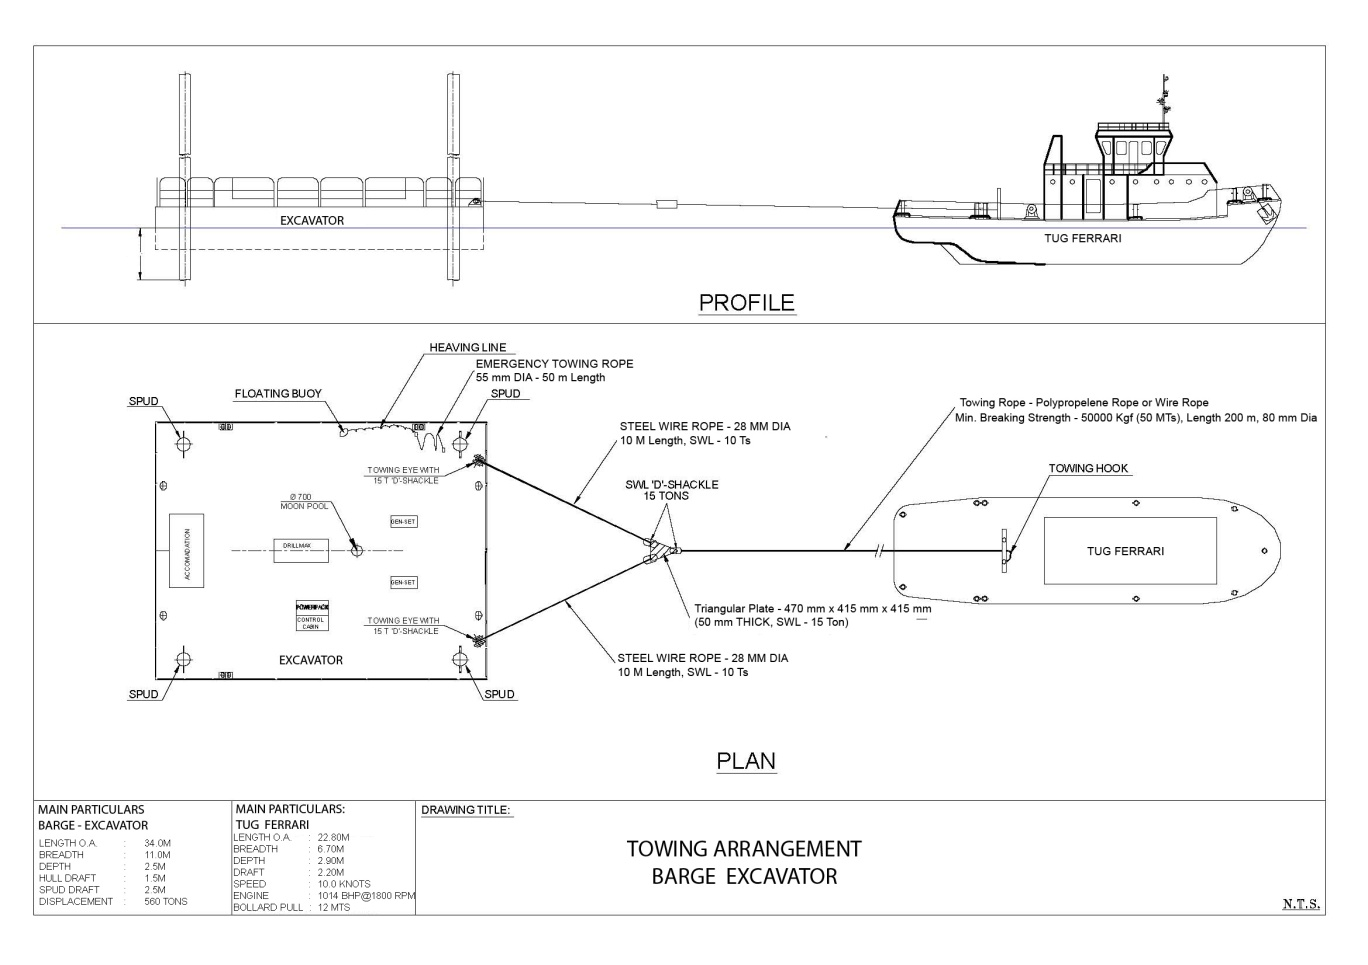 EXCAVATOR
TUG FERRARI
PROFILE
HEAVING LINE
EMERGENCY TOWING ROPE
55 mm DIA - 50 m Length
FLOATING BUOY
SPUD
SPUD
Towing Rope - Polypropelene Rope or Wire Rope
Min. Breaking Strength - 50000 Kgf (50 MTs), Length 200 m, 80 mm Dia
STEEL WIRE ROPE - 28 MM DIA
10 M Length, SWL - 10 Ts
TOWING EYE WITH
15 T 'D'-SHACKLE
SWL 'D'-SHACKLE
15 TONS
TOWING HOOK
Ø 700
MOON POOL
GEN-SET
ACCOMADATION
DRILLMAX
TUG FERRARI
GEN-SET
POWERPACK
CONTROL
CABIN
TOWING EYE WITH
15 T 'D'-SHACKLE
Triangular Plate - 470 mm x 415 mm x 415 mm
(50 mm THICK, SWL - 15 Ton)
EXCAVATOR
STEEL WIRE ROPE - 28 MM DIA
10 M Length, SWL - 10 Ts
SPUD
SPUD
PLAN
MAIN PARTICULARS
BARGE - EXCAVATOR
LENGTH O.A. : 34.0M
BREADTH : 11.0M
DEPTH : 2.5M
HULL DRAFT : 1.5M
SPUD DRAFT : 2.5M
DISPLACEMENT : 560 TONS
MAIN PARTICULARS:
TUG FERRARI
LENGTH O.A. : 22.80M
BREADTH : 6.70M
DEPTH : 2.90M
DRAFT : 2.20M
SPEED : 10.0 KNOTS
ENGINE : 1014 BHP@1800 RPM
BOLLARD PULL : 12 MTS
DRAWING TITLE:
TOWING ARRANGEMENT
BARGE EXCAVATOR
N.T.S.